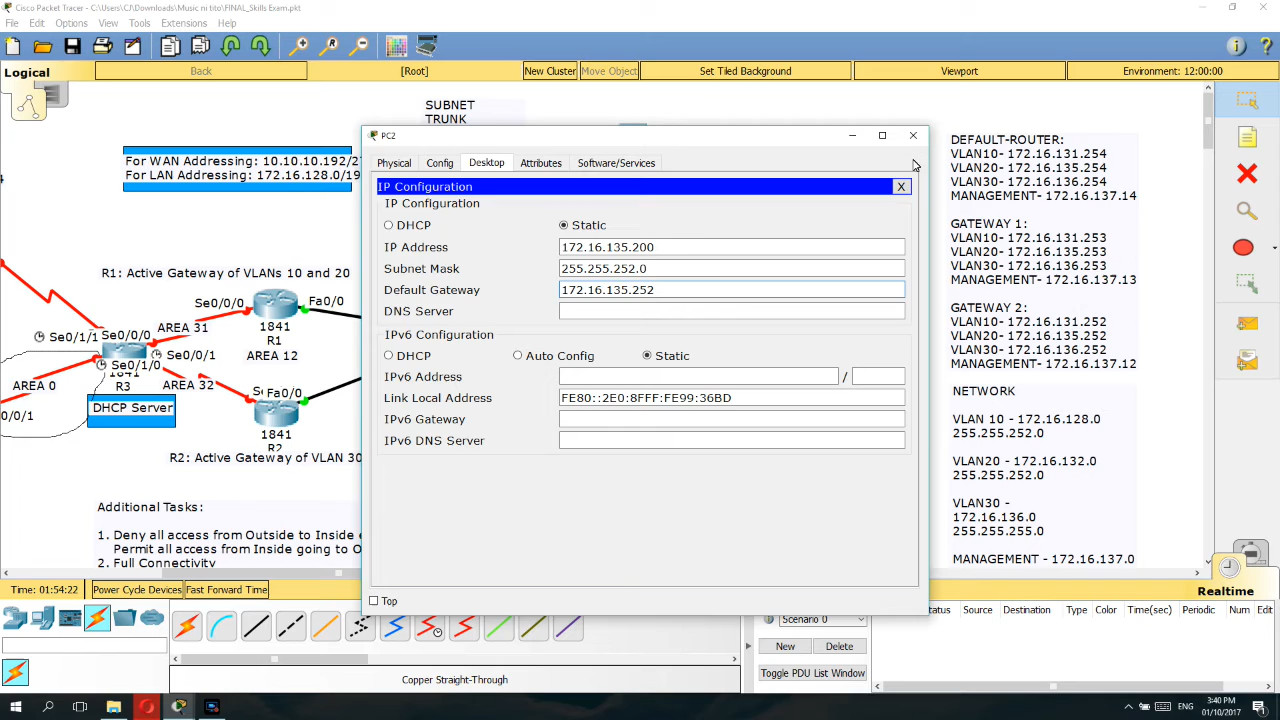 Cisco Packet Tracer - C:\Users\CJ\Downloads\Music ni tito\FINAL_Skills Exam.pkt
File Edit Options View Tools Extensions Help
Logical
Back
[Root]
New Cluster
Move Object
Set Tiled Background
Viewport
Environment: 12:00:00
SUBNET
TRUNK
For WAN Addressing: 10.10.10.192/27
For LAN Addressing: 172.16.128.0/19
R1: Active Gateway of VLANs 10 and 20
Se0/0/0
Fa0/0
1841
R1
AREA 12
AREA 31
Se0/1/1
Se0/0/0
Se0/0/1
Se0/1/0
R3
AREA 0
AREA 32
0/0/1
DHCP Server
Fa0/0
1841
R2
R2: Active Gateway of VLAN 30
Additional Tasks:
1. Deny all access from Outside to Inside
Permit all access from Inside going to O
2. Full Connectivity
PC2
Physical Config Desktop Attributes Software/Services
IP Configuration
X
IP Configuration
DHCP
Static
IP Address
172.16.135.200
Subnet Mask
255.255.252.0
Default Gateway
172.16.135.252
DNS Server
IPv6 Configuration
DHCP
Auto Config
Static
IPv6 Address
/
Link Local Address
FE80::2E0:8FFF:FE99:36BD
IPv6 Gateway
IPv6 DNS Server
Top
DEFAULT-ROUTER:
VLAN10- 172.16.131.254
VLAN20- 172.16.135.254
VLAN30- 172.16.136.254
MANAGEMENT- 172.16.137.14
GATEWAY 1:
VLAN10- 172.16.131.253
VLAN20- 172.16.135.253
VLAN30- 172.16.136.253
MANAGEMENT- 172.16.137.13
GATEWAY 2:
VLAN10- 172.16.131.252
VLAN20- 172.16.135.252
VLAN30- 172.16.136.252
MANAGEMENT- 172.16.137.12
NETWORK
VLAN 10 - 172.16.128.0
255.255.252.0
VLAN20 - 172.16.132.0
255.255.252.0
VLAN30 -
172.16.136.0
255.255.255.0
MANAGEMENT - 172.16.137.0
Time: 01:54:22
Power Cycle Devices
Fast Forward Time
Realtime
Scenario 0
New
Delete
Toggle PDU List Window
Status Source Destination Type Color Time(sec) Periodic Num Edit
Copper Straight-Through
ENG
3:40 PM
01/10/2017